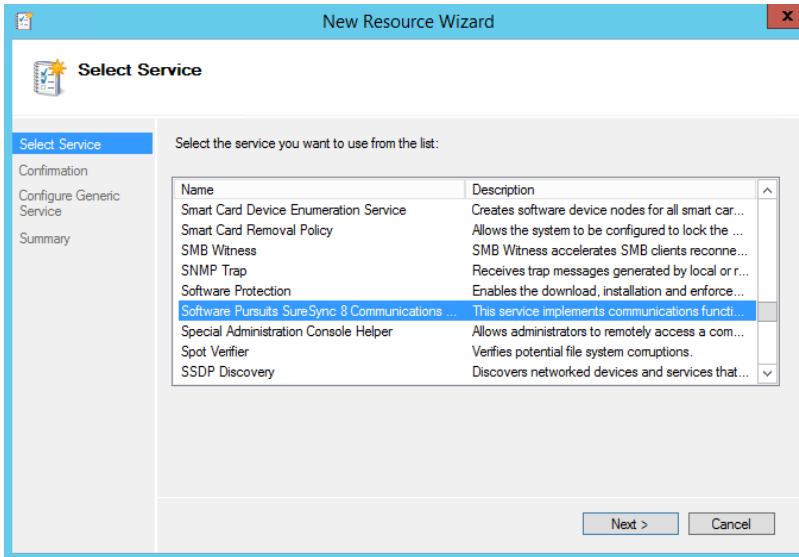 New Resource Wizard
x
Select Service
Select Service
Confirmation
Configure Generic
Service
Summary
Select the service you want to use from the list:
Name Description
Smart Card Device Enumeration Service Creates software device nodes for all smart car...
Smart Card Removal Policy Allows the system to be configured to lock the ...
SMB Witness SMB Witness accelerates SMB clients reconne...
SNMP Trap Receives trap messages generated by local or r...
Software Protection Enables the download, installation and enforce...
Software Pursuits SureSync 8 Communications ... This service implements communications functi...
Special Administration Console Helper Allows administrators to remotely access a com...
Spot Verifier Verifies potential file system corruptions.
SSDP Discovery Discovers networked devices and services that...
Next > Cancel